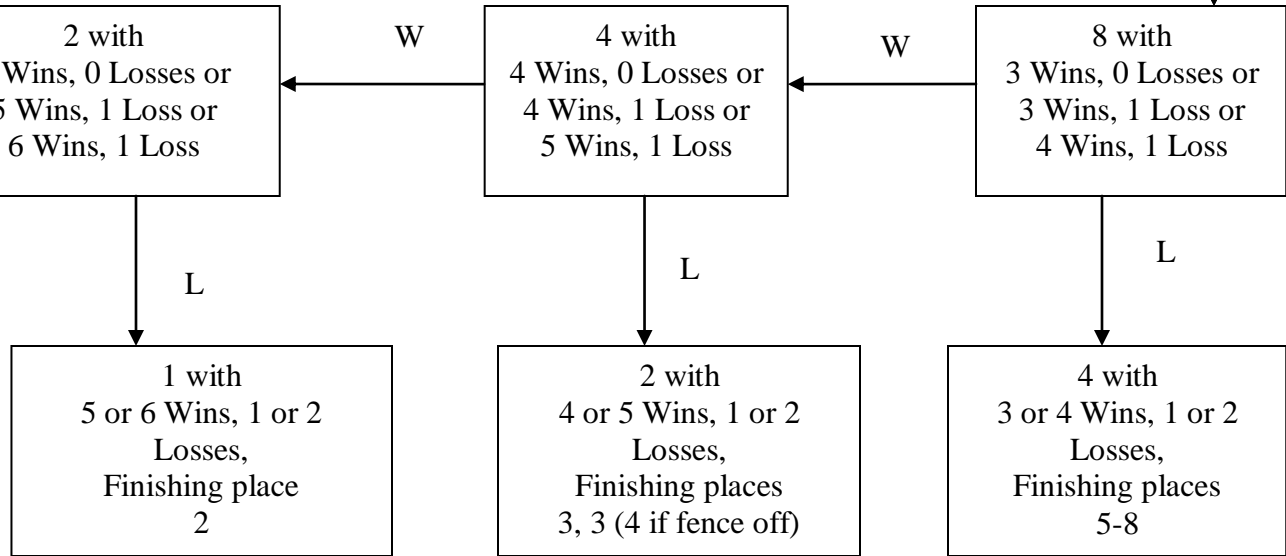 2 with
Wins, 0 Losses or
Wins, 1 Loss or
6 Wins, 1 Loss
W
4 with
4 Wins, 0 Losses or
4 Wins, 1 Loss or
5 Wins, 1 Loss
W
8 with
3 Wins, 0 Losses or
3 Wins, 1 Loss or
4 Wins, 1 Loss
L
L
L
1 with
5 or 6 Wins, 1 or 2
Losses,
Finishing place
2
2 with
4 or 5 Wins, 1 or 2
Losses,
Finishing places
3, 3 (4 if fence off)
4 with
3 or 4 Wins, 1 or 2
Losses,
Finishing places
5-8